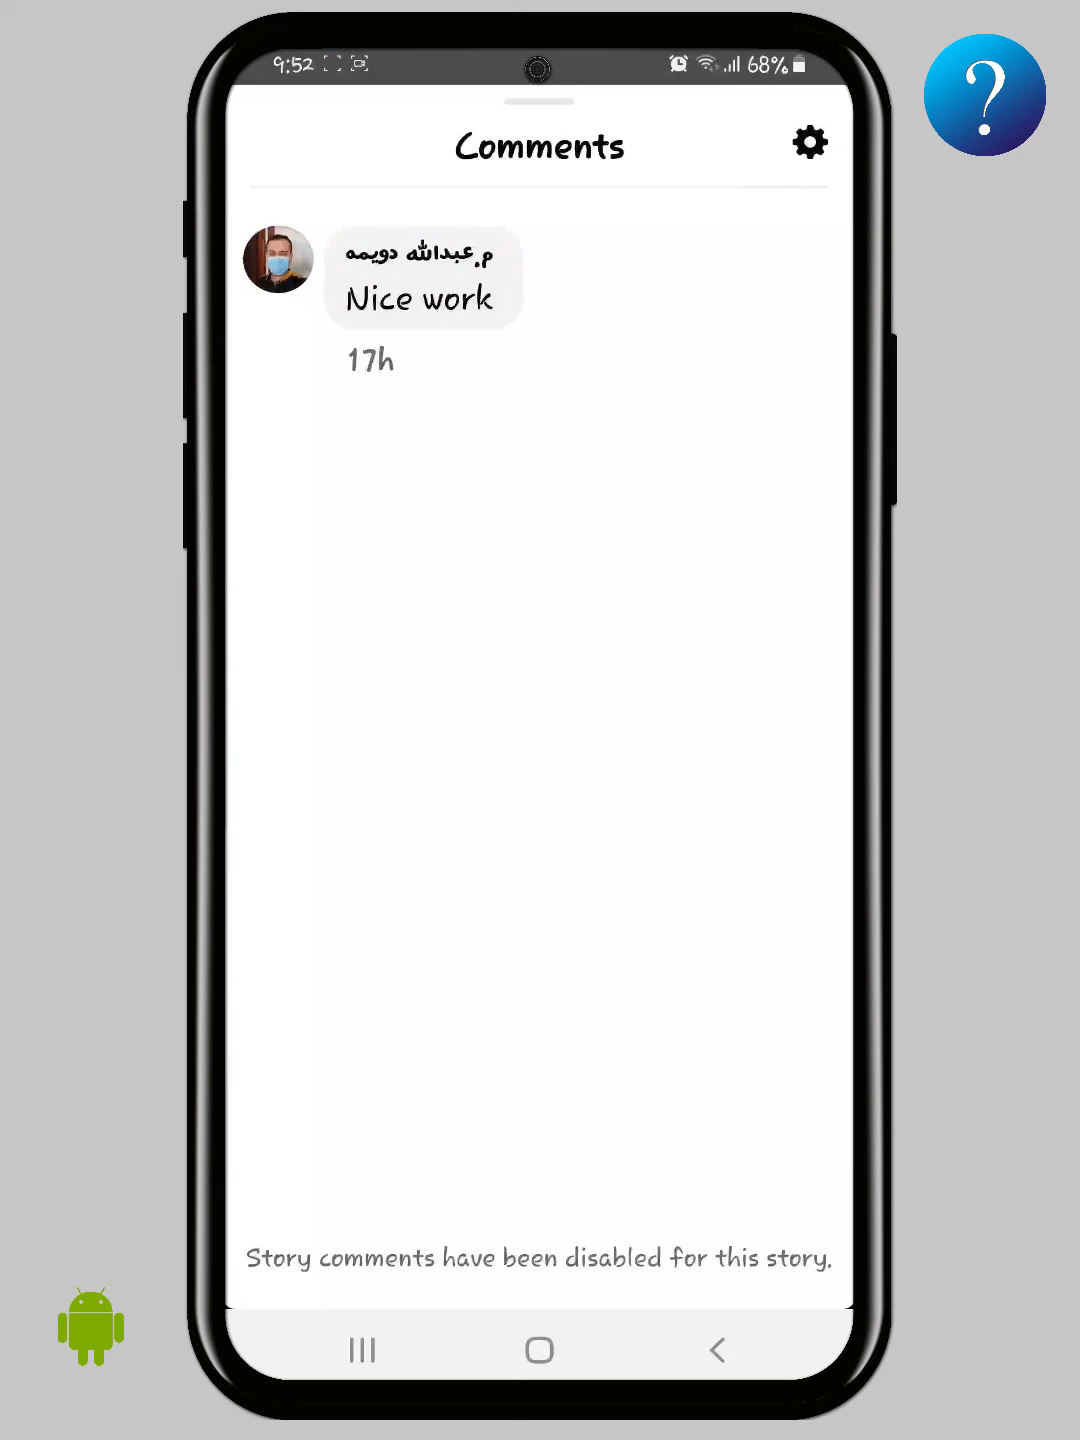 9:52 68%
?
Comments
م.عبدالله دويمه
Nice work
17h
Story comments have been disabled for this story.